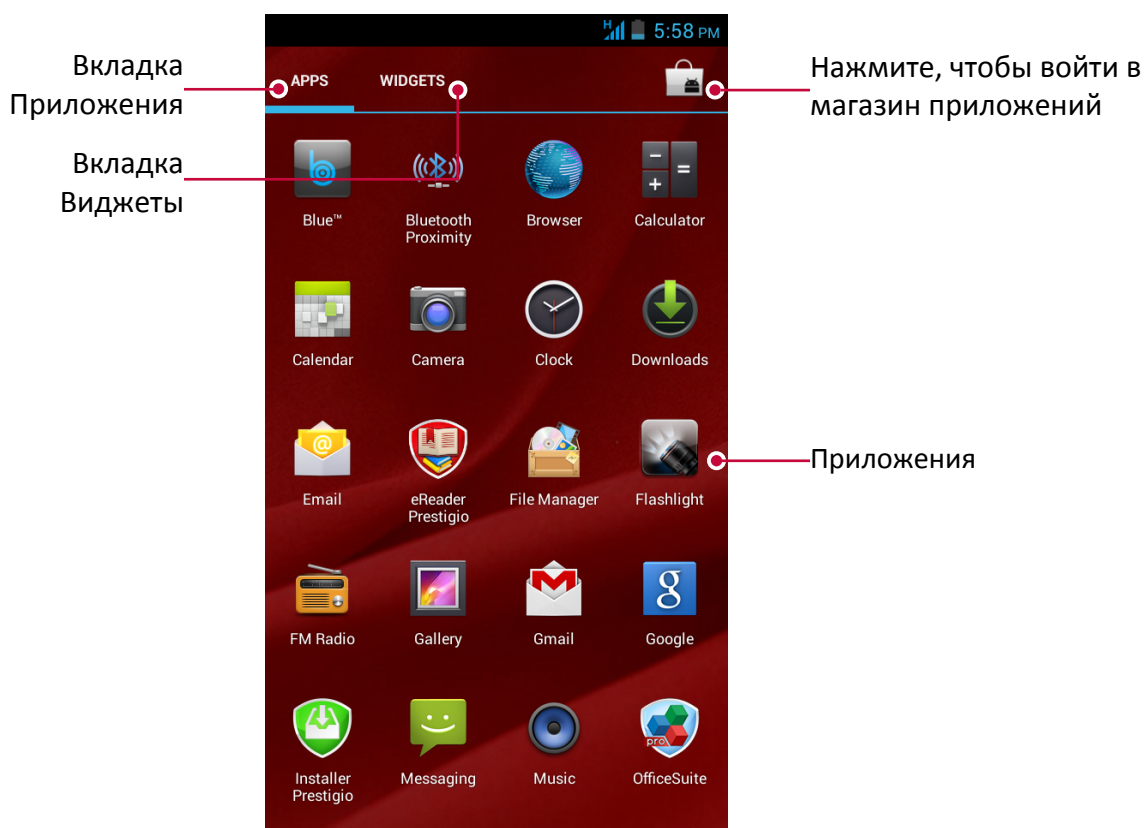 H 5:58 PM
Вкладка
Приложения
APPS WIDGETS
Нажмите, чтобы войти в
магазин приложений
Вкладка
Виджеты
Blue™ Bluetooth Proximity Browser Calculator
Calendar Camera Clock Downloads
@
Приложения
Email eReader Prestigio File Manager Flashlight
g
FM Radio Gallery Gmail Google
pro
Installer Prestigio Messaging Music OfficeSuite